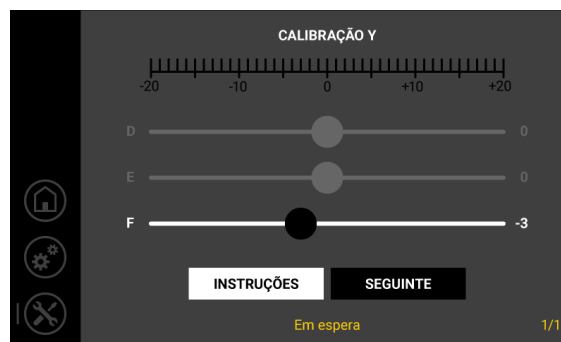 CALIBRAÇÃO Y
-20 -10 0 +10 +20
D 0
E 0
F -3
INSTRUÇÕES SEGUINTE
Em espera 1/1